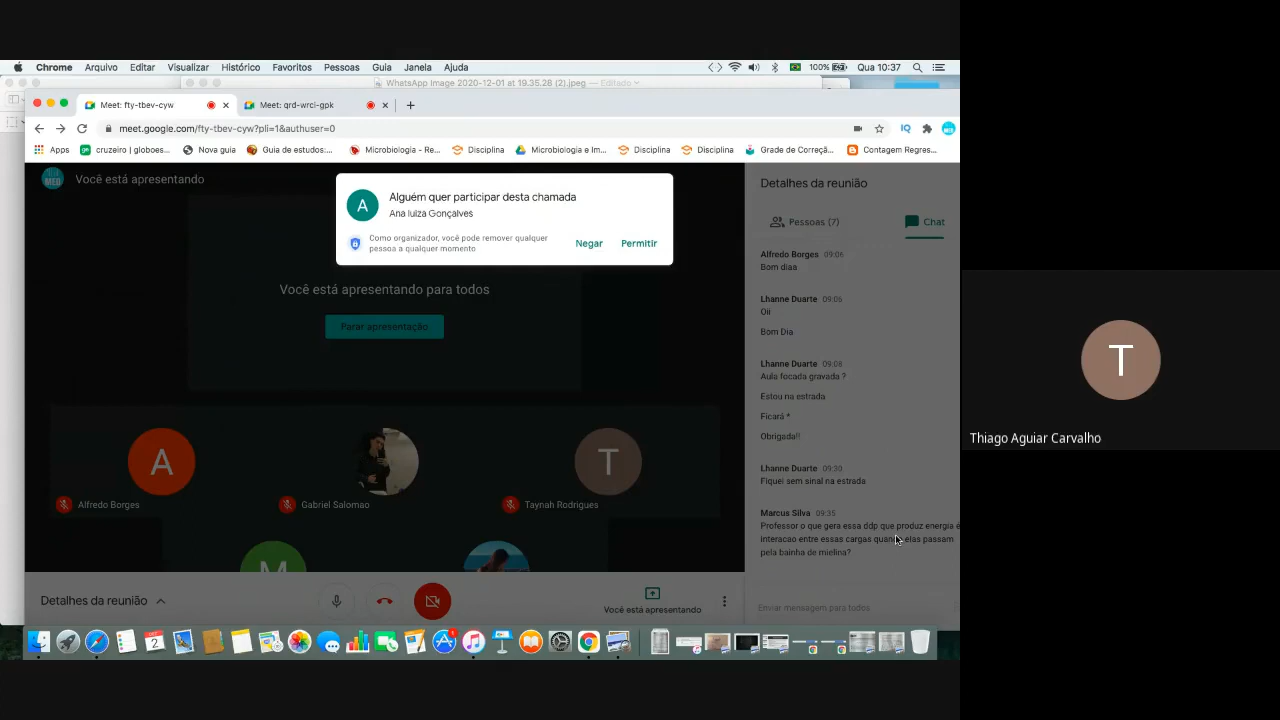 Chrome Arquivo Editar Visualizar Histórico Favoritos Pessoas Guia Janela Ajuda 100% Qua 10:37
WhatsApp Image 2020-12-01 at 19.35.28 (2).jpeg — Editado
Meet: fty-tbev-cyw
Meet: qrd-wrci-gpk
meet.google.com/fty-tbev-cyw?pli=1&authuser=0
Apps cruzeiro | globoes... Nova guia Guia de estudos:... Microbiologia - Re... Disciplina Microbiologia e Im... Disciplina Disciplina Grade de Correçã... Contagem Regres...
MED
Você está apresentando
Alguém quer participar desta chamada
A
Ana luiza Gonçalves
Como organizador, você pode remover qualquer
pessoa a qualquer momento
Negar Permitir
Você está apresentando para todos
Parar apresentação
A
T
Alfredo Borges
Gabriel Salomao
Taynah Rodrigues
M
Detalhes da reunião
Você está apresentando
Detalhes da reunião
Pessoas (7) Chat
Alfredo Borges 09:06
Bom diaa
Lhanne Duarte 09:06
Oii
Bom Dia
Lhanne Duarte 09:08
Aula focada gravada ?
Estou na estrada
Ficará *
Obrigada!!
Lhanne Duarte 09:30
Fiquei sem sinal na estrada
Marcus Silva 09:35
Professor o que gera essa ddp que produz energia é
interacao entre essas cargas quando elas passam
pela bainha de mielina?
Enviar mensagem para todos
T
Thiago Aguiar Carvalho